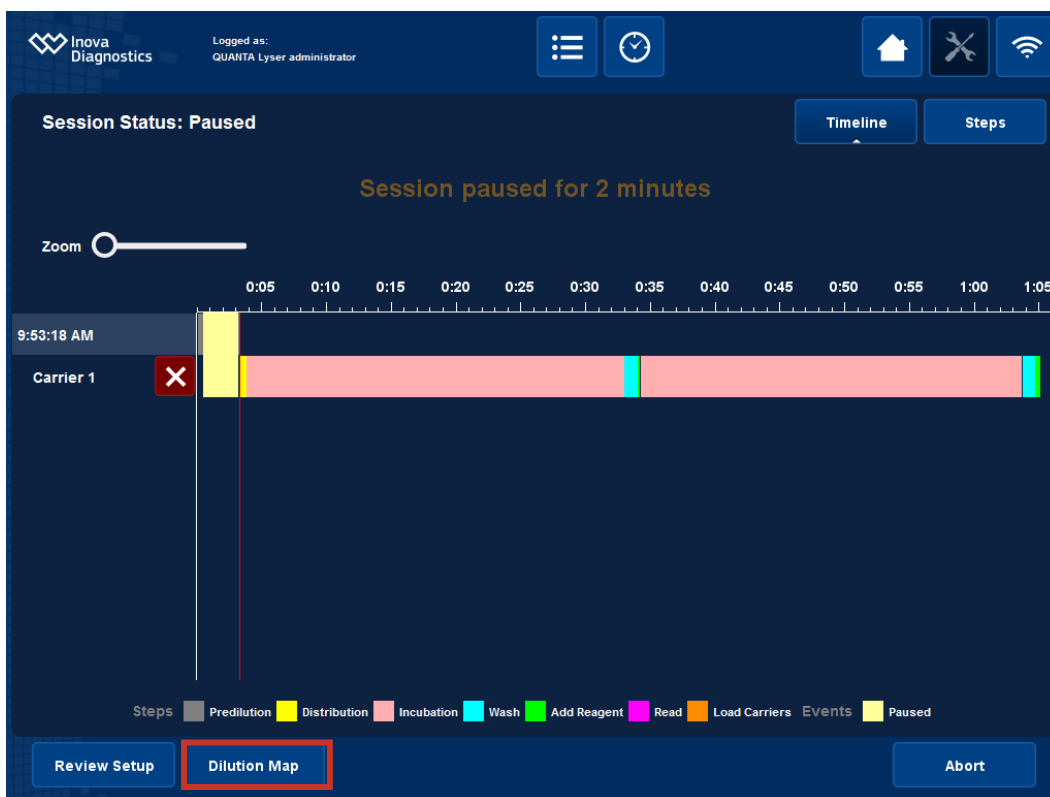 Inova
Diagnostics
Logged as:
QUANTA Lyser administrator
Session Status: Paused
Timeline
Steps
Session paused for 2 minutes
Zoom
0:05 0:10 0:15 0:20 0:25 0:30 0:35 0:40 0:45 0:50 0:55 1:00 1:05
9:53:18 AM
Carrier 1
Steps Predilution Distribution Incubation Wash Add Reagent Read Load Carriers Events Paused
Review Setup
Dilution Map
Abort